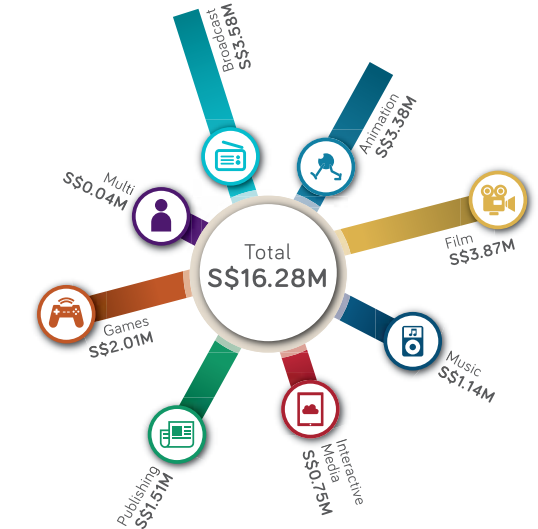 Broadcast
S$3.58M
Animation
S$3.38M
Multi
S$0.04M
Total
S$16.28M
Film
S$3.87M
Games
S$2.01M
Music
S$1.14M
Interactive
Media
S$0.75M
Publishing
S$1.51M